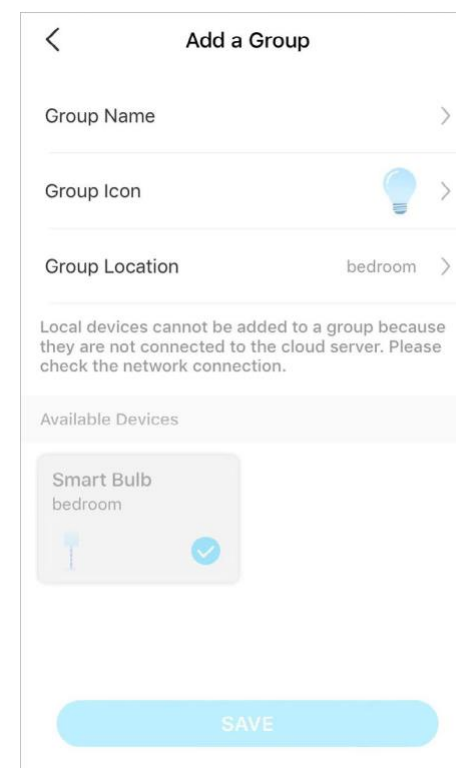 Add a Group
Group Name
Group Icon
Group Location bedroom
Local devices cannot be added to a group because
they are not connected to the cloud server. Please
check the network connection.
Available Devices
Smart Bulb
bedroom
SAVE